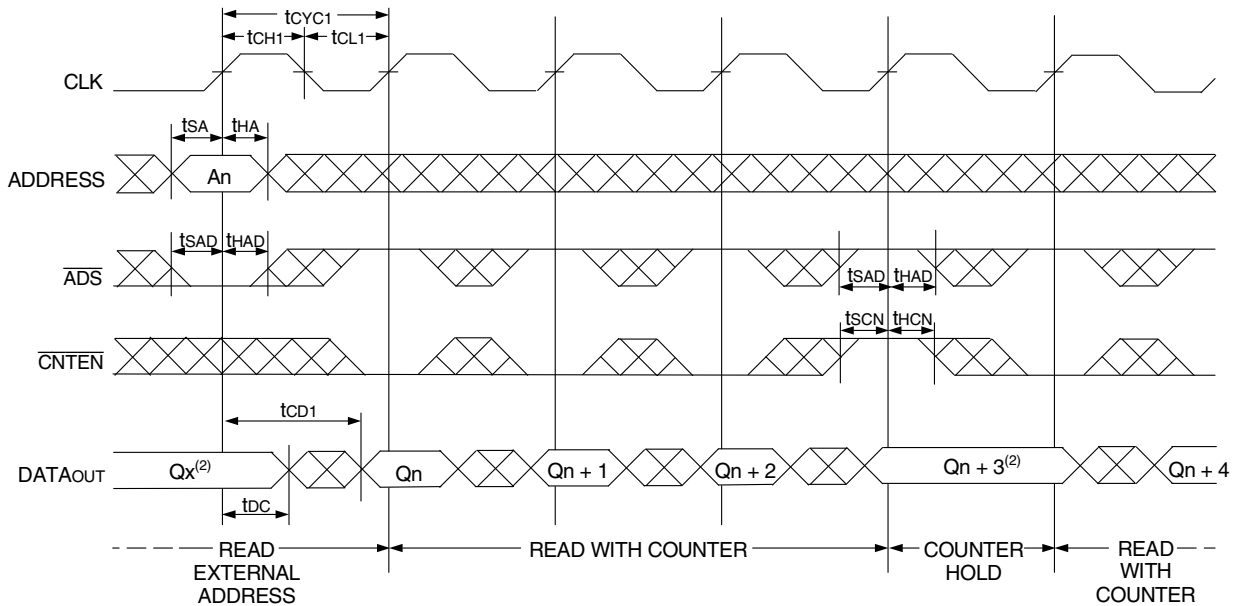 tCYC1
tCH1 tCL1
CLK
tSA tHA
ADDRESS An
tSAD tHAD
ADS
tSAD tHAD
tSCN tHCN
CNTEN
tCD1
DATAOUT Qx(2) Qn Qn + 1 Qn + 2 Qn + 3(2) Qn + 4
tDC
READ EXTERNAL ADDRESS
READ WITH COUNTER
COUNTER HOLD
READ WITH COUNTER